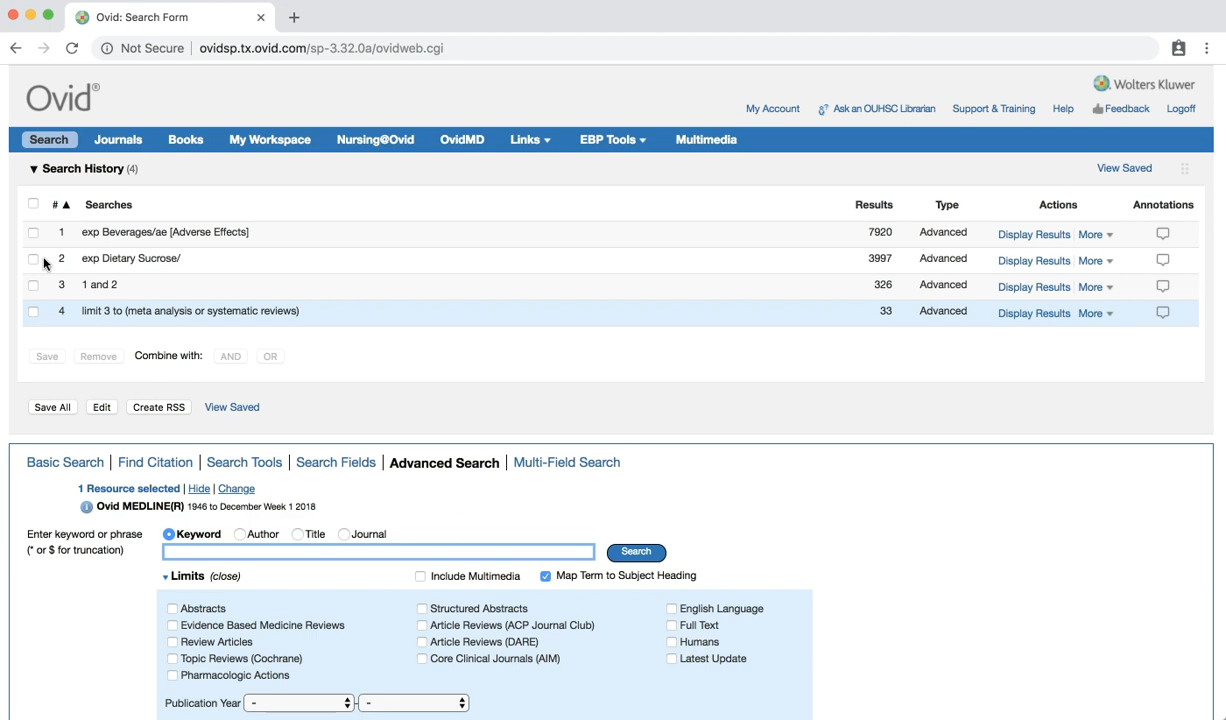 Ovid: Search Form
Not Secure ovidsp.tx.ovid.com/sp-3.32.0a/ovidweb.cgi
Ovid®
Wolters Kluwer
My Account Ask an OUHSC Librarian Support & Training Help Feedback Logoff
Search Journals Books My Workspace Nursing@Ovid OvidMD Links EBP Tools Multimedia
Search History (4) View Saved
# ▲ Searches Results Type Actions Annotations
1 exp Beverages/ae [Adverse Effects] 7920 Advanced Display Results More
2 exp Dietary Sucrose/ 3997 Advanced Display Results More
3 1 and 2 326 Advanced Display Results More
4 limit 3 to (meta analysis or systematic reviews) 33 Advanced Display Results More
Save Remove Combine with: AND OR
Save All Edit Create RSS View Saved
Basic Search | Find Citation | Search Tools | Search Fields | Advanced Search | Multi-Field Search
1 Resource selected | Hide | Change
Ovid MEDLINE(R) 1946 to December Week 1 2018
Enter keyword or phrase
(* or $ for truncation)
Keyword Author Title Journal
Search
Limits (close) Include Multimedia Map Term to Subject Heading
Abstracts Structured Abstracts English Language
Evidence Based Medicine Reviews Article Reviews (ACP Journal Club) Full Text
Review Articles Article Reviews (DARE) Humans
Topic Reviews (Cochrane) Core Clinical Journals (AIM) Latest Update
Pharmacologic Actions
Publication Year - - -